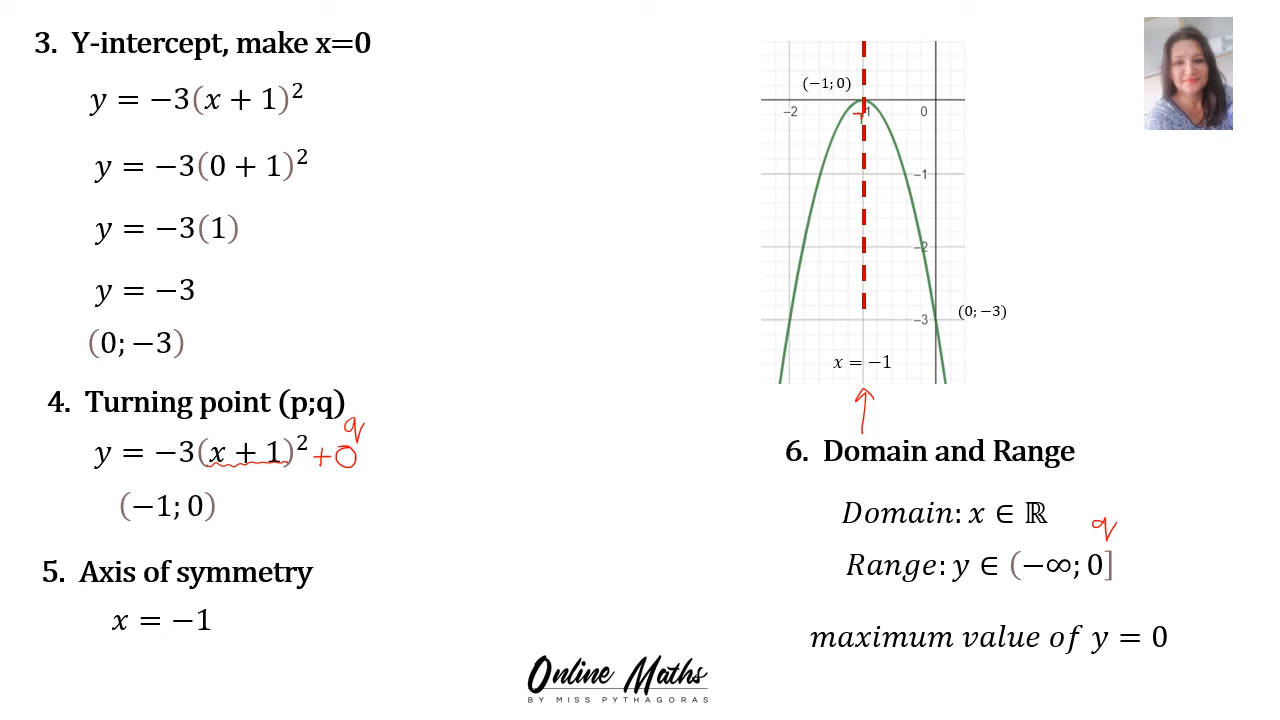 3. Y-intercept, make x=0
y = −3(x + 1)²
y = −3(0 + 1)²
y = −3(1)
y = −3
(0; −3)
4. Turning point (p;q)
q
y = −3(x + 1)² +0
(−1; 0)
5. Axis of symmetry
x = −1
(−1; 0)
−2 −1 0
−1
−2
−3
(0; −3)
x = −1
6. Domain and Range
Domain: x ∈ ℝ
q
Range: y ∈ (−∞; 0]
maximum value of y = 0
Online Maths
BY MISS PYTHAGORAS